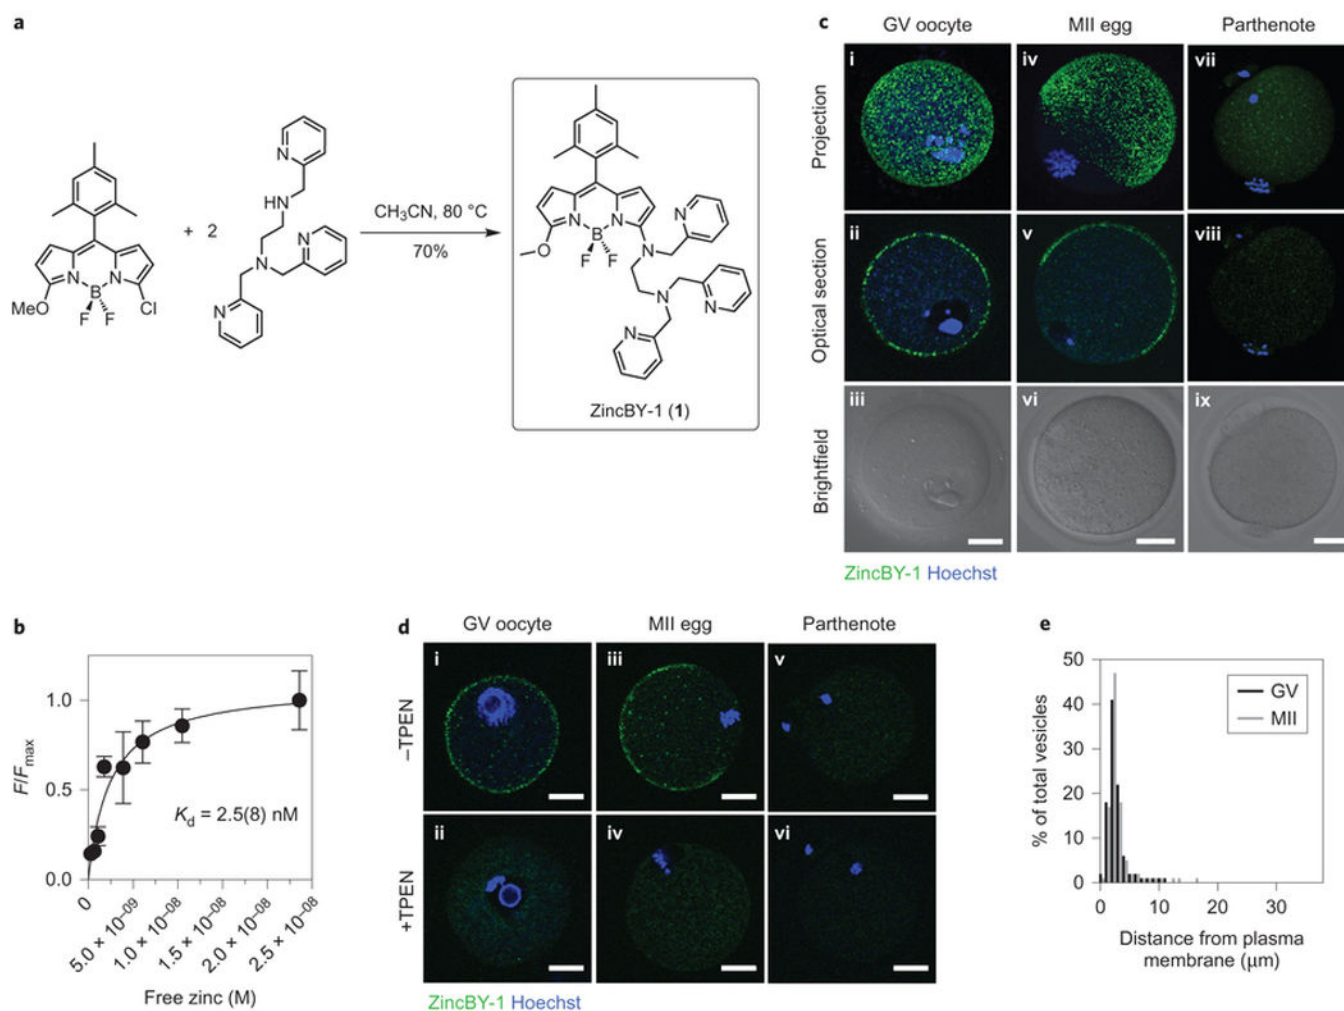 a
+ 2
CH₃CN, 80 °C
70%
N
N
B
F
F
MeO
Cl
N
HN
N
N
N
N
N
B
F
F
O
N
N
N
N
N
ZincBY-1 (1)
b
F/Fmax
1.0
0.5
0.0
Kd = 2.5(8) nM
0
5.0 × 10⁻⁰⁹
1.0 × 10⁻⁰⁸
1.5 × 10⁻⁰⁸
2.0 × 10⁻⁰⁸
2.5 × 10⁻⁰⁸
Free zinc (M)
c
GV oocyte
MII egg
Parthenote
Projection
i
iv
vii
Optical section
ii
v
viii
Brightfield
iii
vi
ix
ZincBY-1 Hoechst
d
GV oocyte
MII egg
Parthenote
–TPEN
i
iii
v
+TPEN
ii
iv
vi
ZincBY-1 Hoechst
e
% of total vesicles
50
40
30
20
10
0
GV
MII
0
10
20
30
Distance from plasma
membrane (μm)